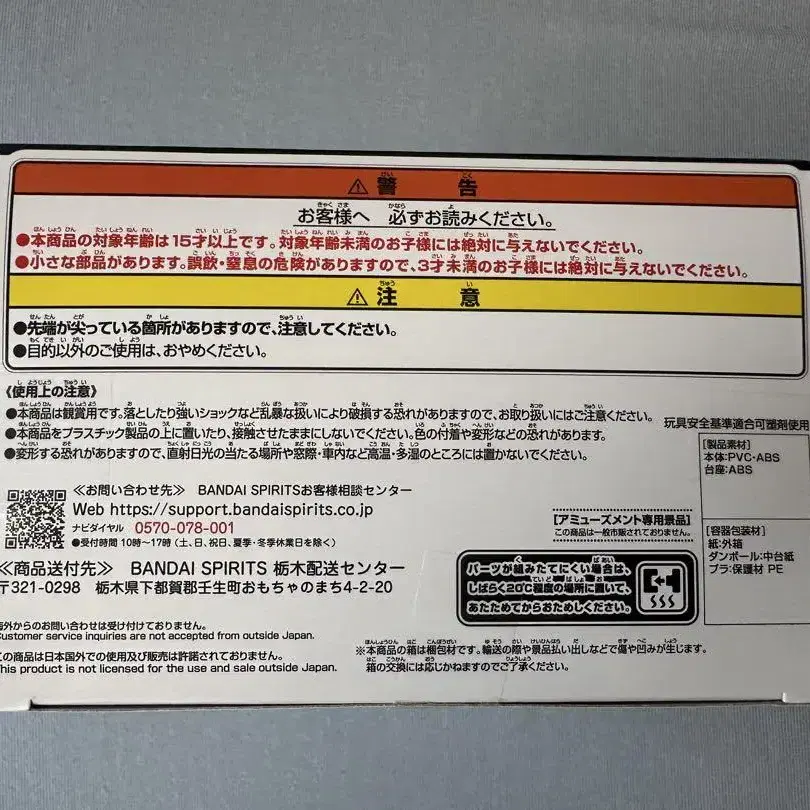 ⚠警告
お客様へ 必ずお読みください。
●本商品の対象年齢は15才以上です。対象年齢未満のお子様には絶対に与えないでください。
●小さな部品があります。誤飲・窒息の危険がありますので、3才未満のお子様には絶対に与えないでください。
⚠注意
●先端が尖っている箇所がありますので、注意してください。
●目的以外のご使用は、おやめください。
《使用上の注意》
●本商品は観賞用です。落としたり強いショックなど乱暴な扱いにより破損する恐れがありますので、お取り扱いにはご注意ください。
●本商品をプラスチック製品の上に置いたり、接触させたままにしないでください。色の付着や変形などの恐れがあります。
●変形する恐れがありますので、直射日光の当たる場所や窓際・車内など高温・多湿のところには置かないでください。
玩具安全基準適合可塑剤使用
[製品素材]
本体:PVC・ABS
台座:ABS
[容器包装材]
紙:外箱
ダンボール:中台紙
プラ:保護材 PE
≪お問い合わせ先≫ BANDAI SPIRITSお客様相談センター
Web https://support.bandaispirits.co.jp
ナビダイヤル 0570-078-001
●受付時間 10時〜17時(土、日、祝日、夏季・冬季休業日を除く)
[アミューズメント専用景品]
この商品は一般市販されておりません。
≪商品送付先≫ BANDAI SPIRITS 栃木配送センター
〒321-0298 栃木県下都賀郡壬生町おもちゃのまち4-2-20
パーツが組みたてにくい場合は、
しばらく20℃程度の場所に置いて、
あたためてからおためしください。
海外からのお問い合わせは受け付けておりません。
Customer service inquiries are not accepted from outside Japan.
この商品は日本国外での使用及び販売は許諾されておりません。
This product is not licensed for the use and sale outside Japan.
※本商品の箱は梱包材です。輸送の際や景品払い出しなどで傷や凹みが生じます。
箱の交換には応じかねますのでご了承ください。